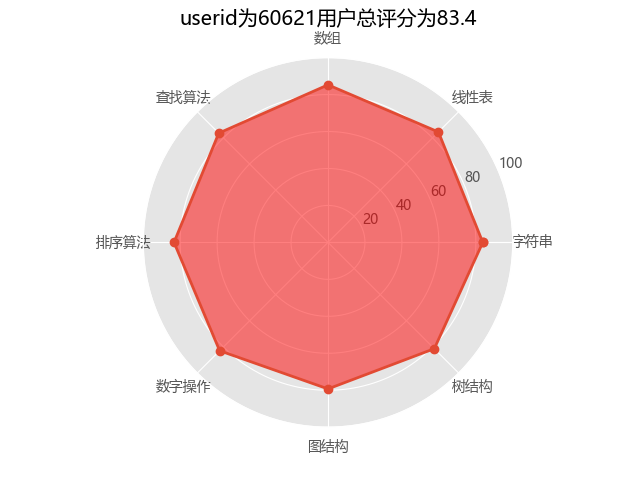 userid为60621用户总评分为83.4
数组
查找算法
线性表
100
80
60
40
20
排序算法
字符串
数字操作
树结构
图结构